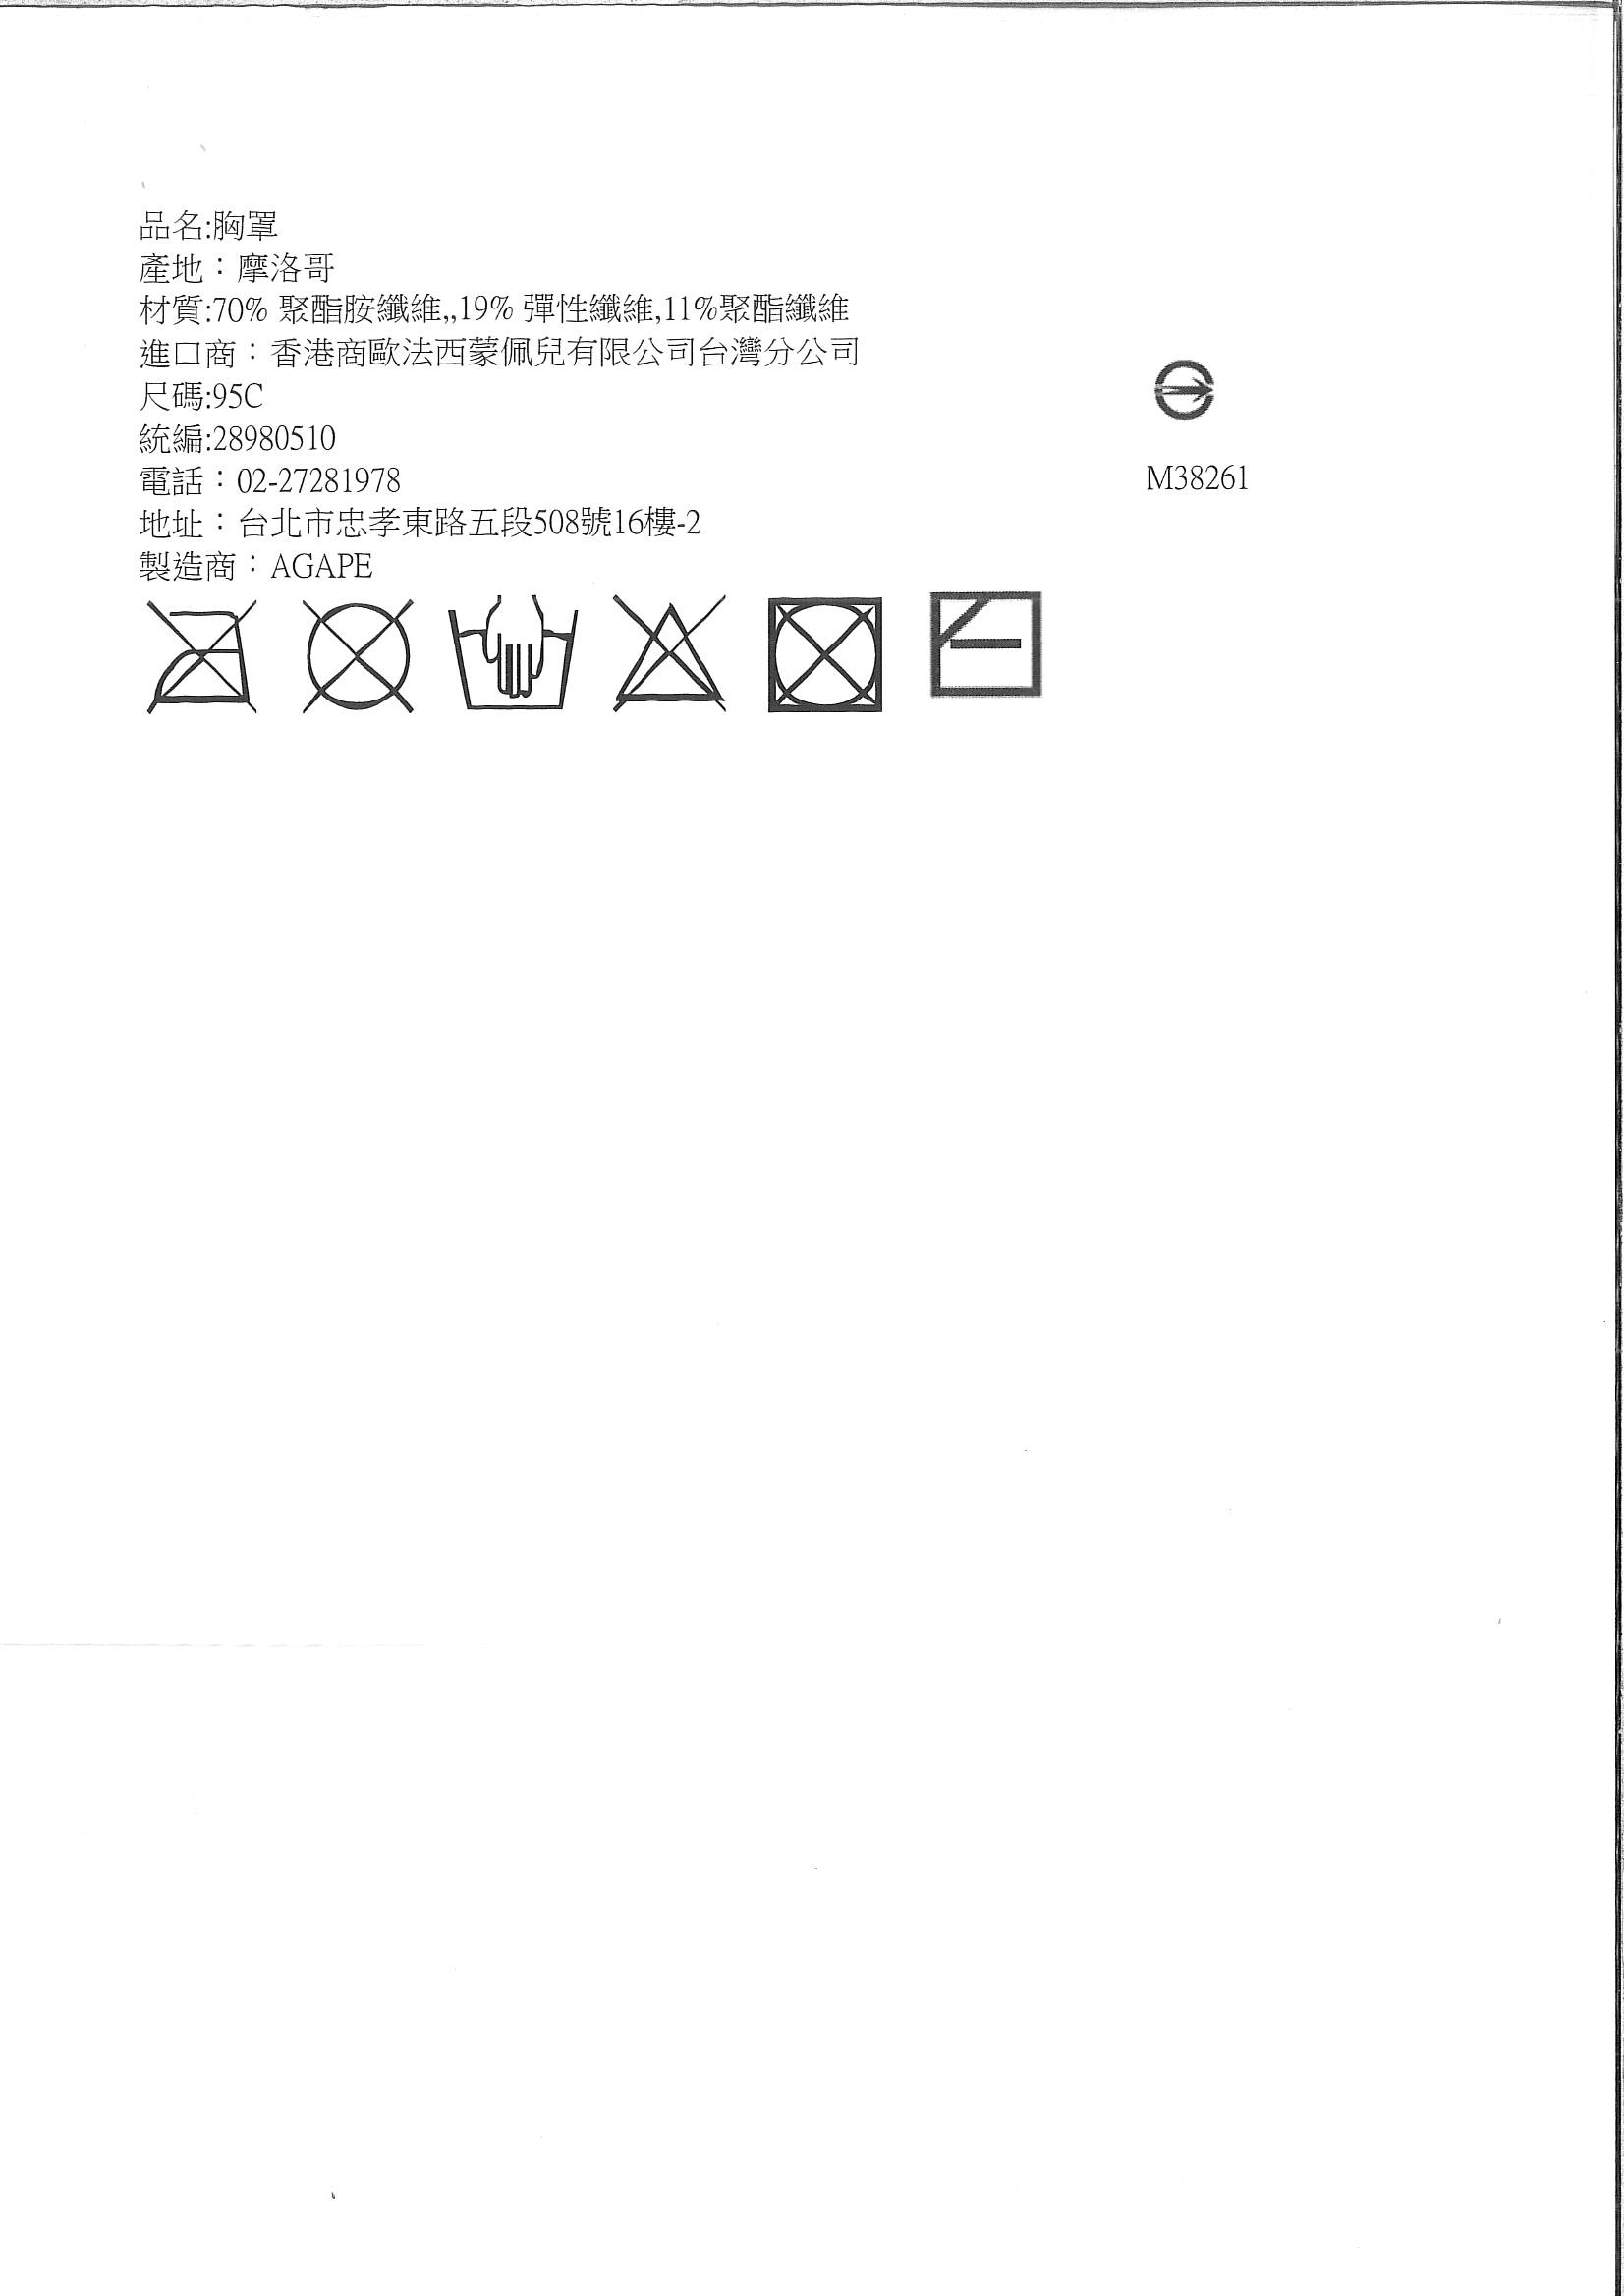 品名:胸罩
產地：摩洛哥
材質:70% 聚酯胺纖維,,19% 彈性纖維,11%聚酯纖維
進口商：香港商歐法西蒙佩兒有限公司台灣分公司
尺碼:95C
統編:28980510
電話：02-27281978
M38261
地址：台北市忠孝東路五段508號16樓-2
製造商：AGAPE